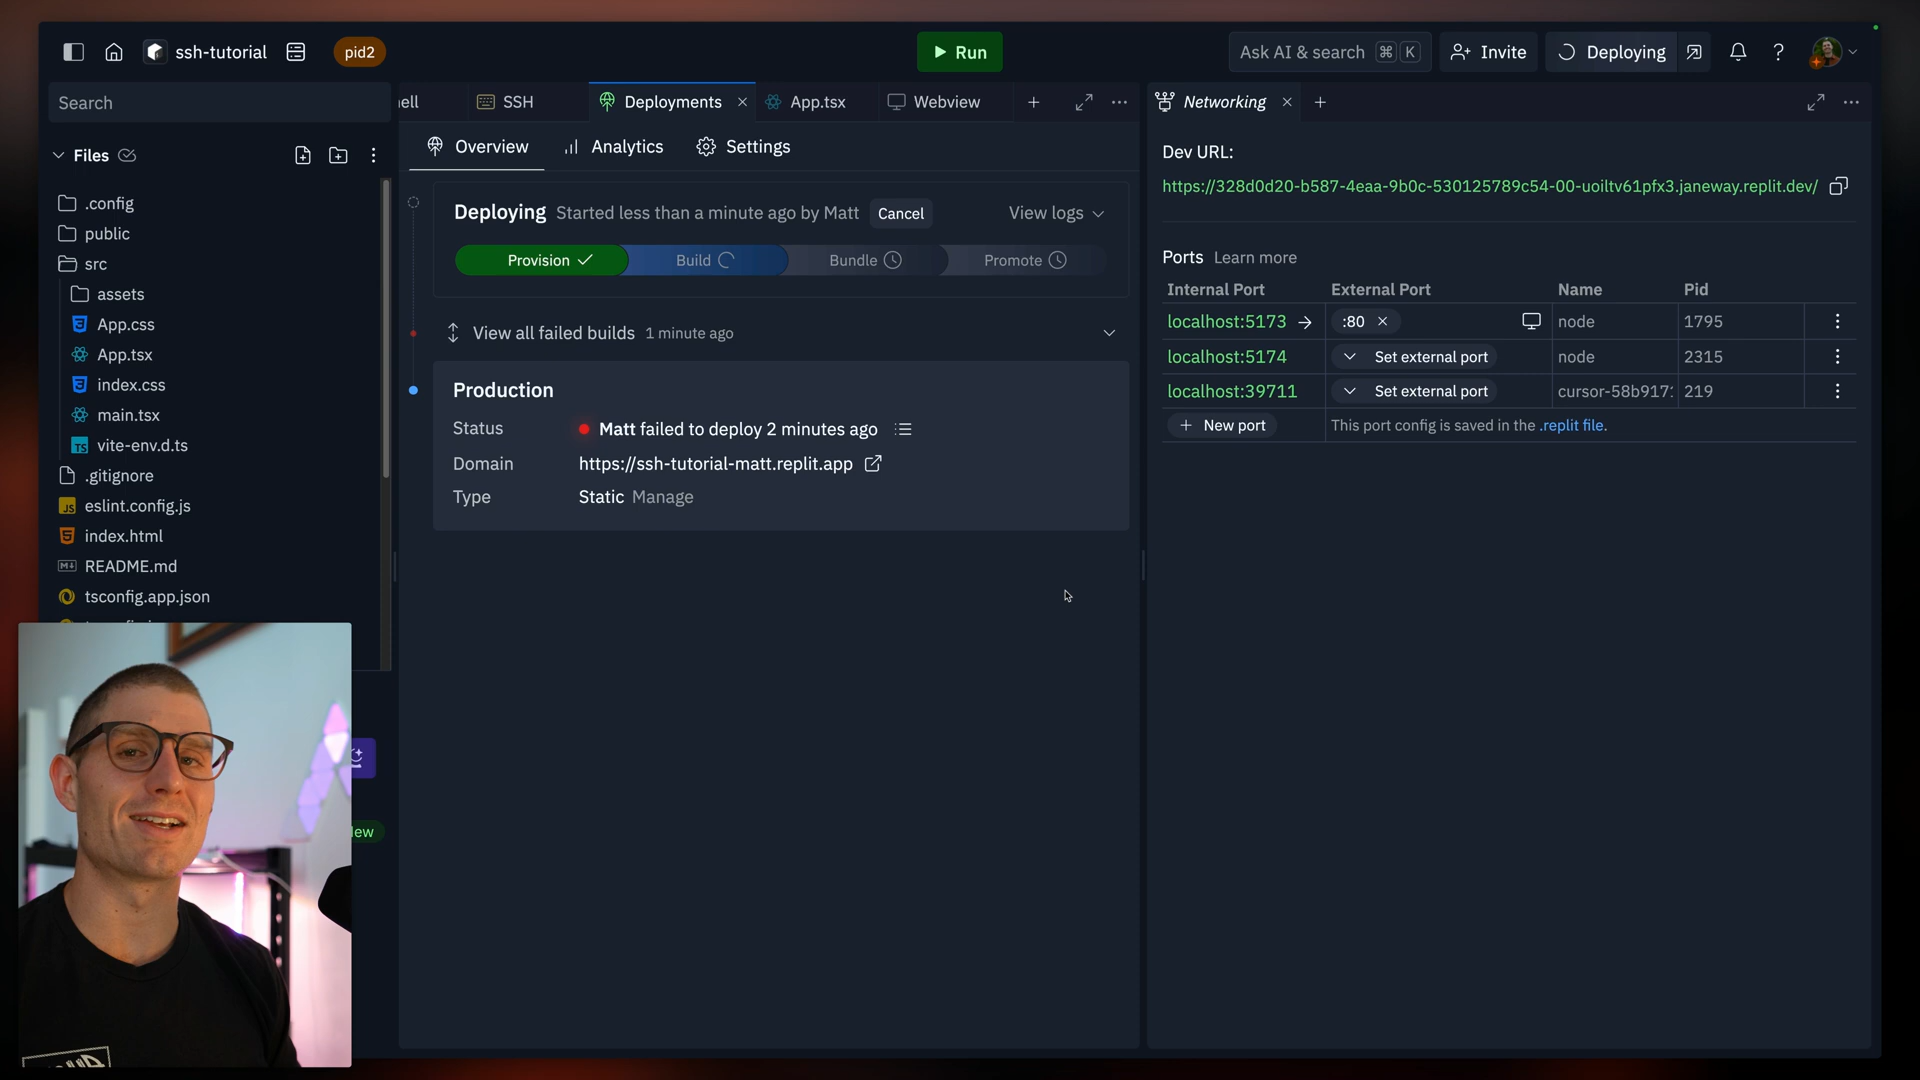 ssh-tutorial
pid2
Run
Ask AI & search ⌘ K
Invite
Deploying
Search
ell
SSH
Deployments
App.tsx
Webview
Networking
Files
Overview
Analytics
Settings
Dev URL:
https://328d0d20-b587-4eaa-9b0c-530125789c54-00-uoiltv61pfx3.janeway.replit.dev/
.config
public
src
assets
App.css
App.tsx
index.css
main.tsx
vite-env.d.ts
.gitignore
eslint.config.js
index.html
README.md
tsconfig.app.json
ew
Deploying Started less than a minute ago by Matt Cancel
View logs
Provision
Build
Bundle
Promote
View all failed builds 1 minute ago
Production
Status Matt failed to deploy 2 minutes ago
Domain https://ssh-tutorial-matt.replit.app
Type Static Manage
Ports Learn more
Internal Port External Port Name Pid
localhost:5173 → :80 node 1795
localhost:5174 Set external port node 2315
localhost:39711 Set external port cursor-58b917 219
+ New port This port config is saved in the .replit file.